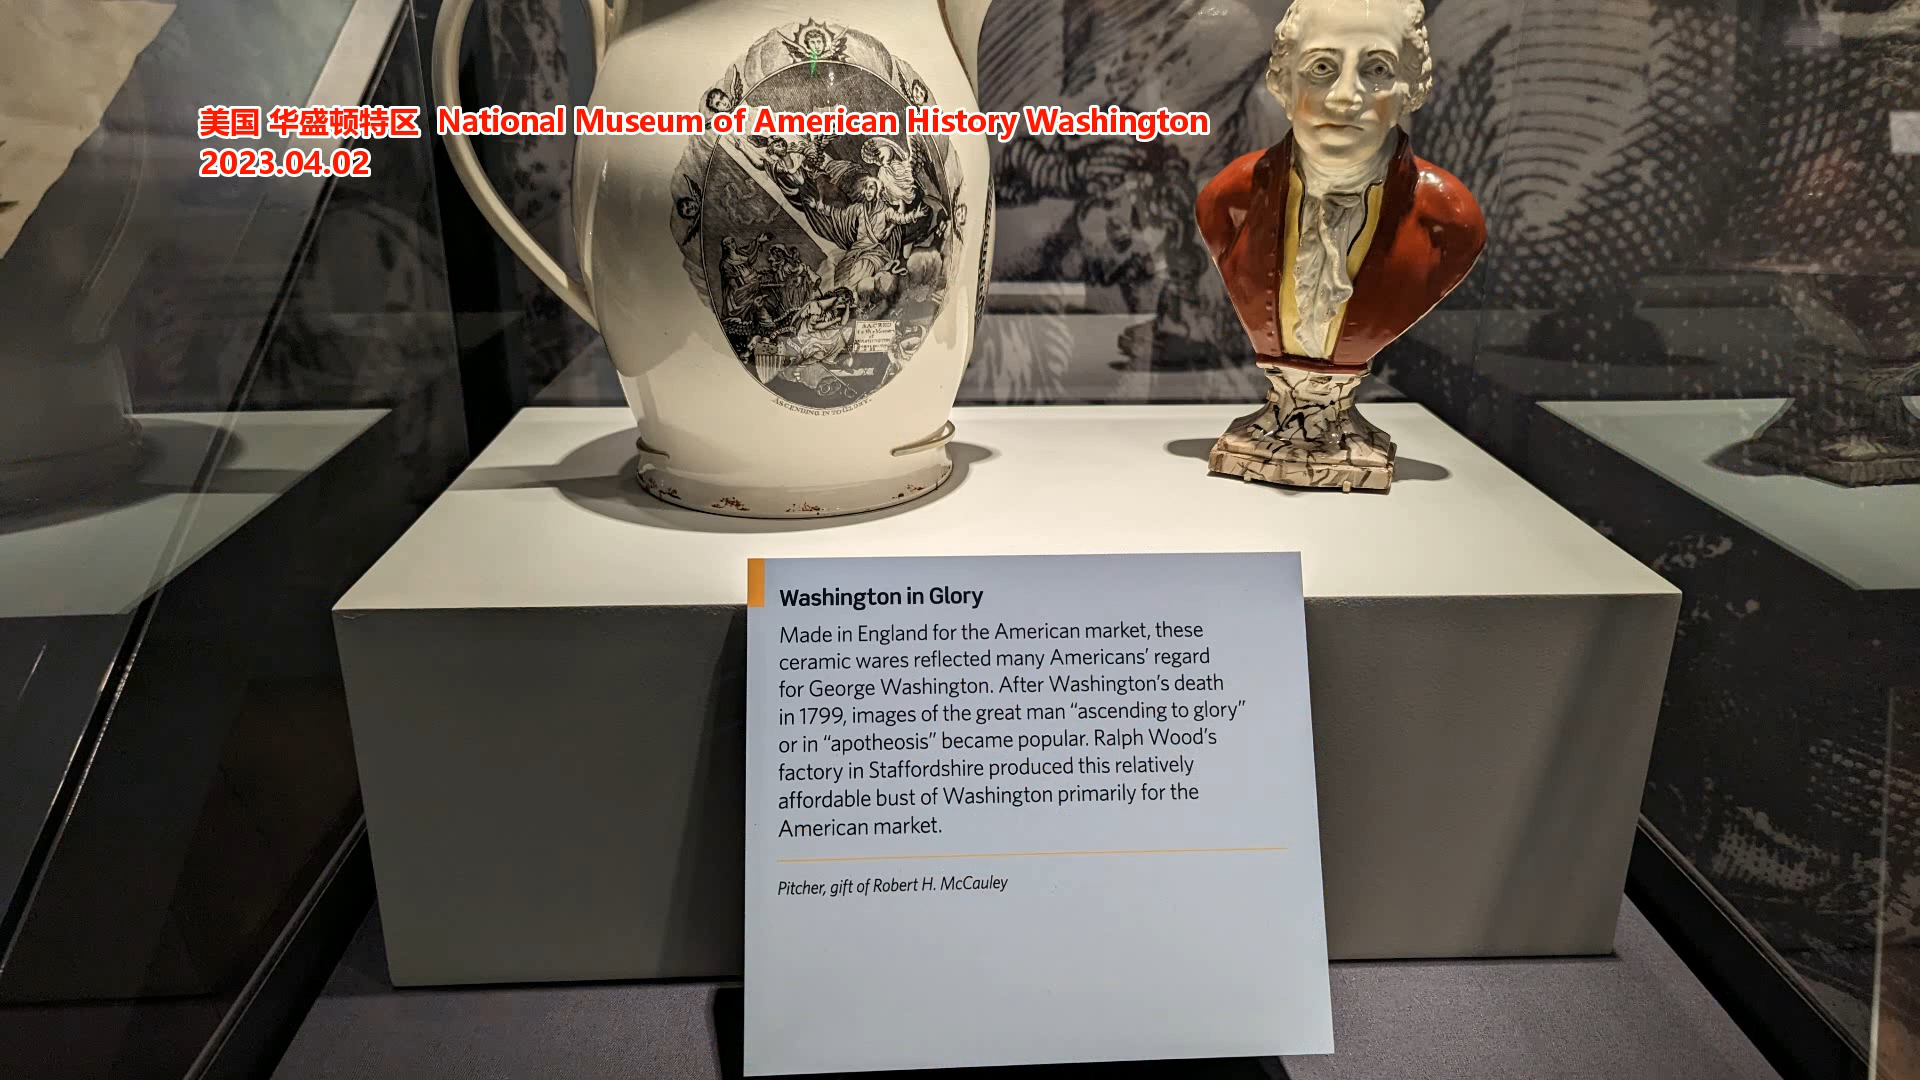 美国 华盛顿特区 National Museum of American History Washington
2023.04.02
SACRED
ASCENDING INTO GLORY.
Washington in Glory
Made in England for the American market, these
ceramic wares reflected many Americans’ regard
for George Washington. After Washington’s death
in 1799, images of the great man “ascending to glory”
or in “apotheosis” became popular. Ralph Wood’s
factory in Staffordshire produced this relatively
affordable bust of Washington primarily for the
American market.
Pitcher, gift of Robert H. McCauley